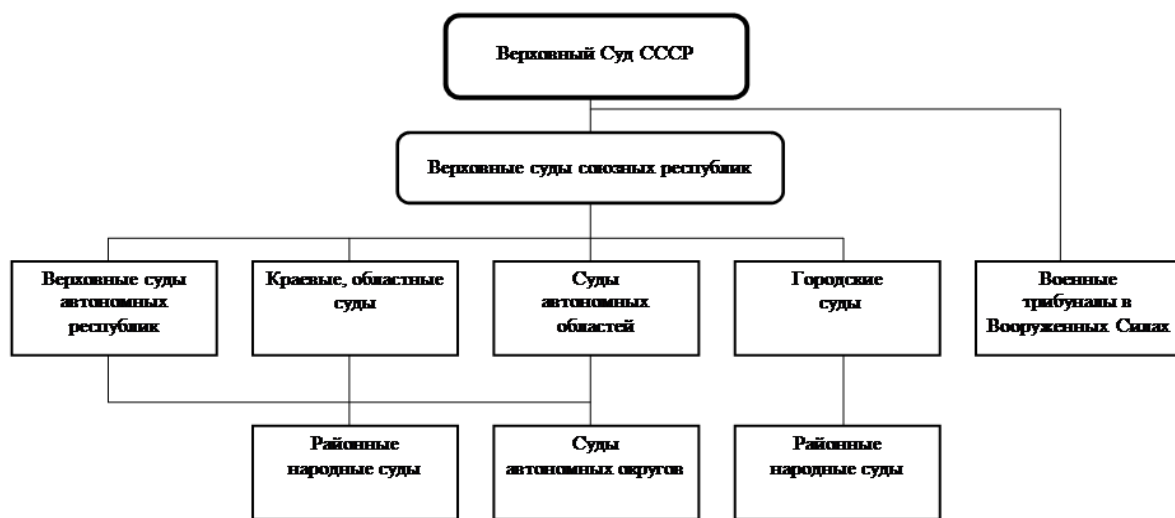 Верховный Суд СССР
Верховные суды союзных республик
Верховные суды
автономных
республик
Краевые, областные
суды
Суды
автономных
областей
Городские
суды
Военные
трибуналы в
Вооруженных Силах
Районные
народные суды
Суды
автономных округов
Районные
народные суды